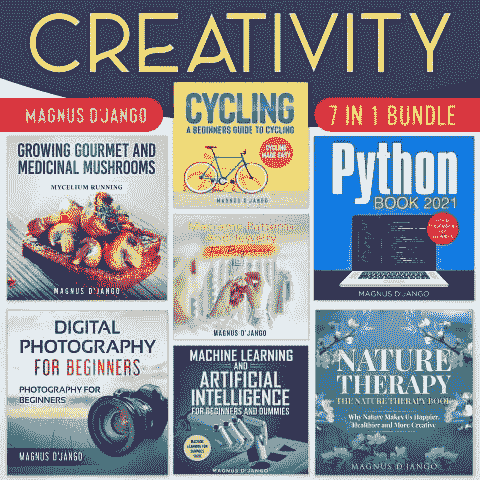 CREATIVITY
MAGNUS D'JANGO
7 IN 1 BUNDLE
CYCLING
A BEGINNERS GUIDE TO CYCLING
CYCLING
MADE EASY
MAGNUS D'JANGO
GROWING GOURMET AND
MEDICINAL MUSHROOMS
MYCELIUM RUNNING
MAGNUS D'JANGO
MAGNUS D'JANGO
Python
BOOK 2021
MAGNUS D'JANGO
DIGITAL
PHOTOGRAPHY
FOR BEGINNERS
PHOTOGRAPHY FOR
BEGINNERS
MAGNUS D'JANGO
MACHINE LEARNING
AND
ARTIFICIAL
INTELLIGENCE
FOR BEGINNERS AND DUMMIES
MACHINE
LEARNING FOR
MAGNUS D'JANGO
NATURE
THERAPY
THE NATURE THERAPY BOOK
Why Nature Makes Us Happier,
Healthier and More Creative
MAGNUS D'JANGO